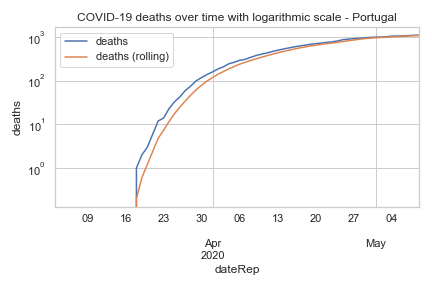 COVID-19 deaths over time with logarithmic scale - Portugal
deaths
deaths (rolling)
10³
10²
10¹
10⁰
deaths
09 16 23 30 06 13 20 27 04
Apr May
2020
dateRep